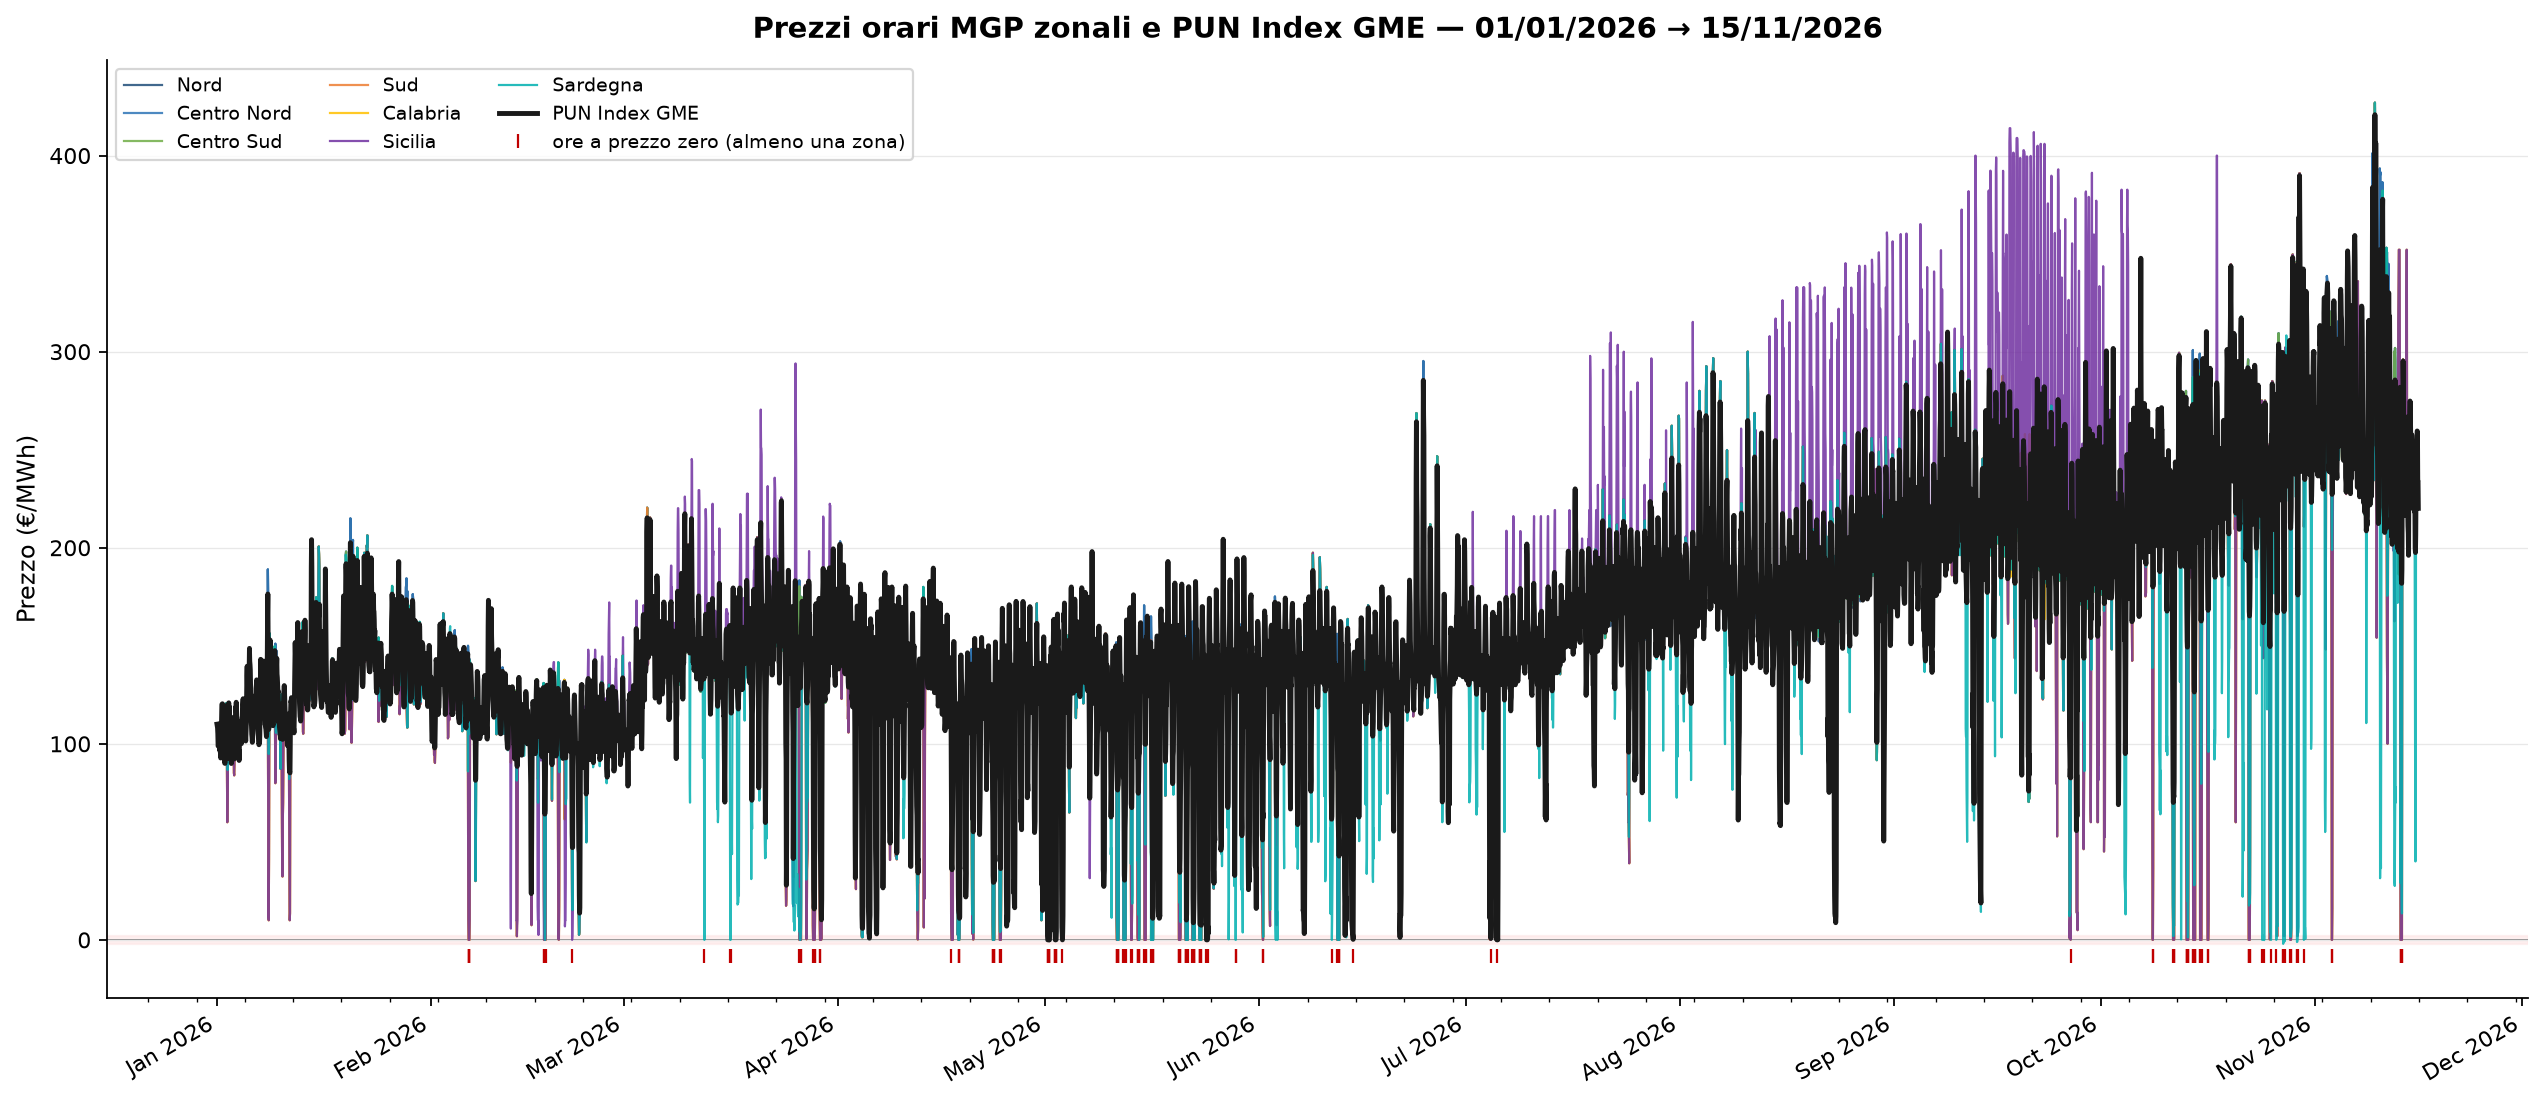 Prezzi orari MGP zonali e PUN Index GME — 01/01/2026 → 15/11/2026
Nord
Centro Nord
Centro Sud
Sud
Calabria
Sicilia
Sardegna
PUN Index GME
ore a prezzo zero (almeno una zona)
Prezzo (€/MWh)
400
300
200
100
0
Jan 2026
Feb 2026
Mar 2026
Apr 2026
May 2026
Jun 2026
Jul 2026
Aug 2026
Sep 2026
Oct 2026
Nov 2026
Dec 2026